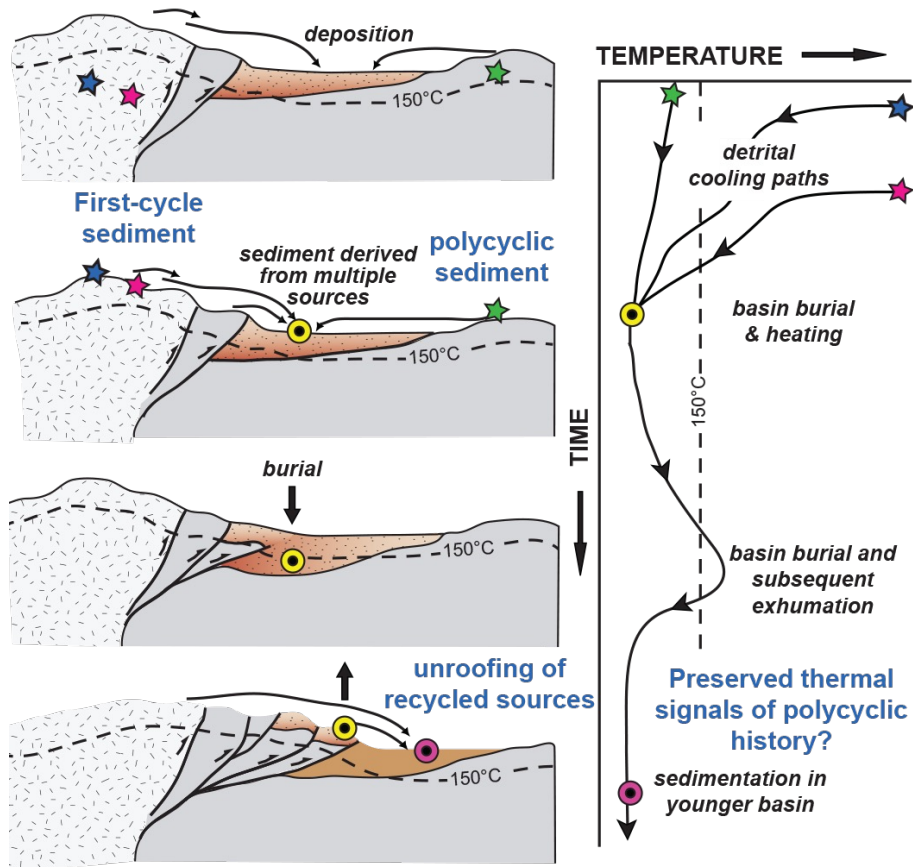 deposition
150°C
First-cycle
sediment
sediment derived
from multiple
sources
polycyclic
sediment
150°C
burial
150°C
unroofing of
recycled sources
150°C
TEMPERATURE
detrital
cooling paths
basin burial
& heating
150°C
TIME
basin burial and
subsequent
exhumation
Preserved thermal
signals of polycyclic
history?
sedimentation in
younger basin